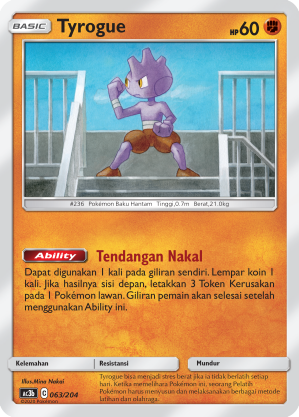 BASIC Tyrogue HP60
#236 Pokémon Baku Hantam Tinggi,0.7m Berat,21.0kg
Ability Tendangan Nakal
Dapat digunakan 1 kali pada giliran sendiri. Lempar koin 1
kali. Jika hasilnya sisi depan, letakkan 3 Token Kerusakan
pada 1 Pokémon lawan. Giliran pemain akan selesai setelah
menggunakan Ability ini.
Kelemahan Resistansi Mundur
Illus.Mina Nakai
ac3b G 063/204
Tyrogue bisa menjadi stres berat jika ia tidak berlatih setiap
hari. Ketika memelihara Pokémon ini, seorang Pelatih
Pokémon harus menyusun dan melaksanakan berbagai metode
latihan dan olahraga.